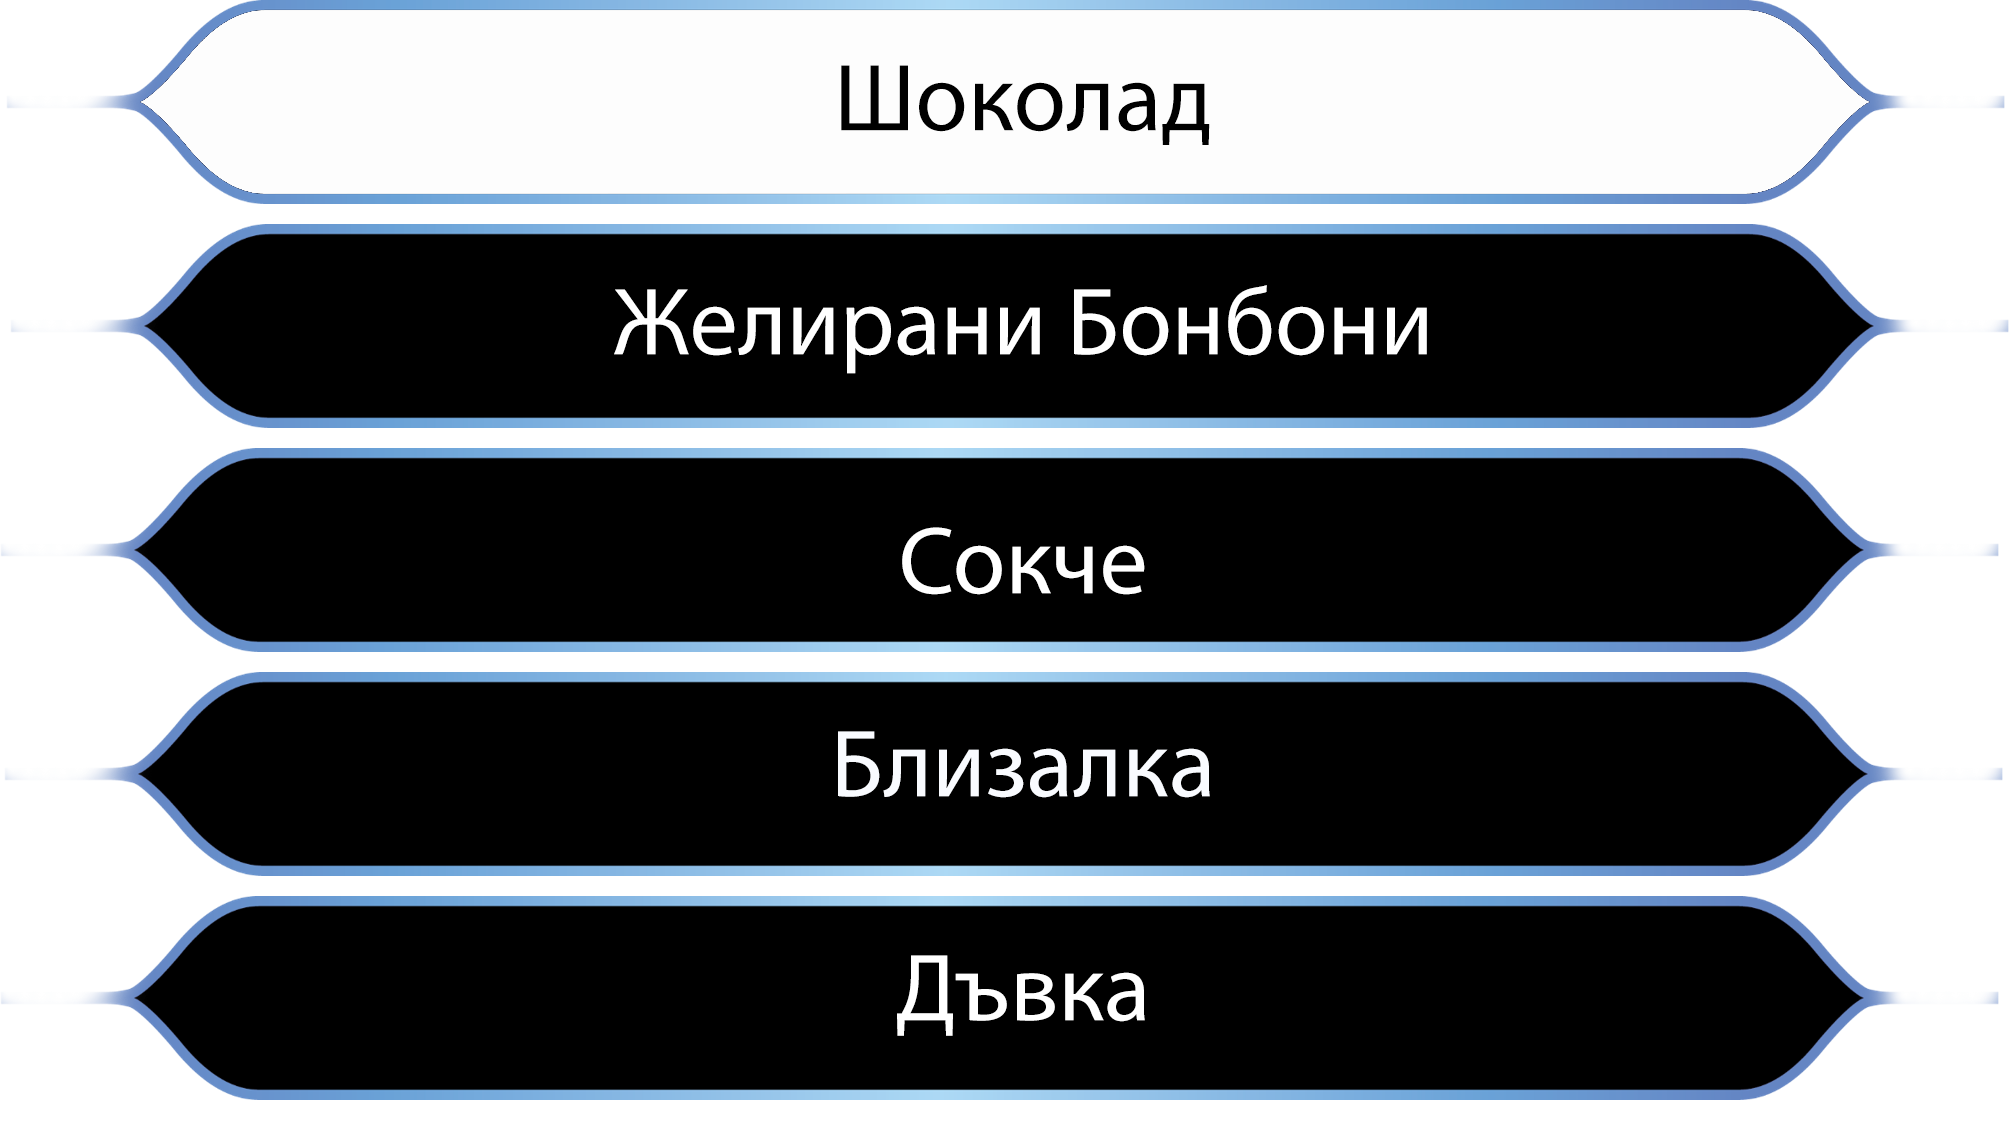 Шоколад
Желирани Бонбони
Сокче
Близалка
Дъвка